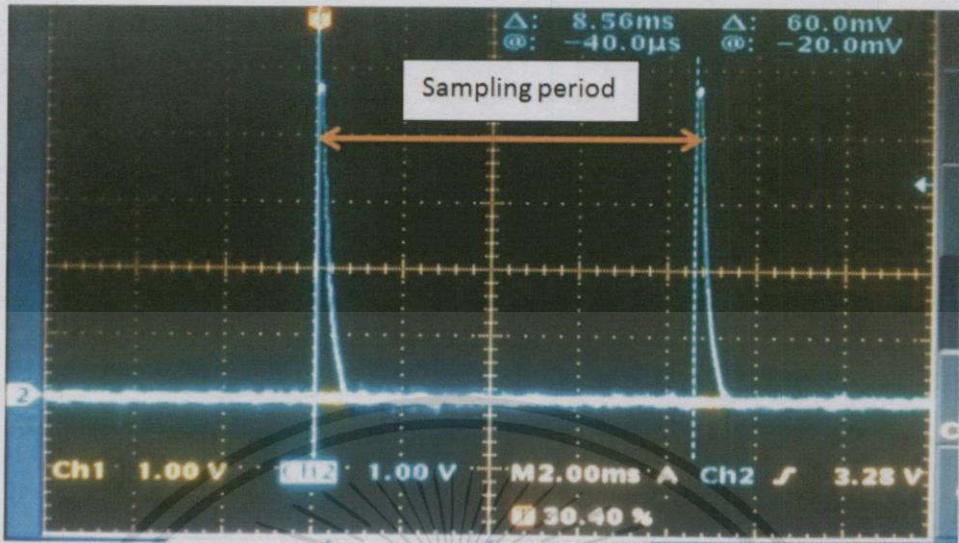 Δ: 8.56ms Δ: 60.0mV
@: -40.0µs @: -20.0mV
Sampling period
2
Ch1 1.00 V Ch2 1.00 V M2.00ms A Ch2 3.28 V
30.40 %